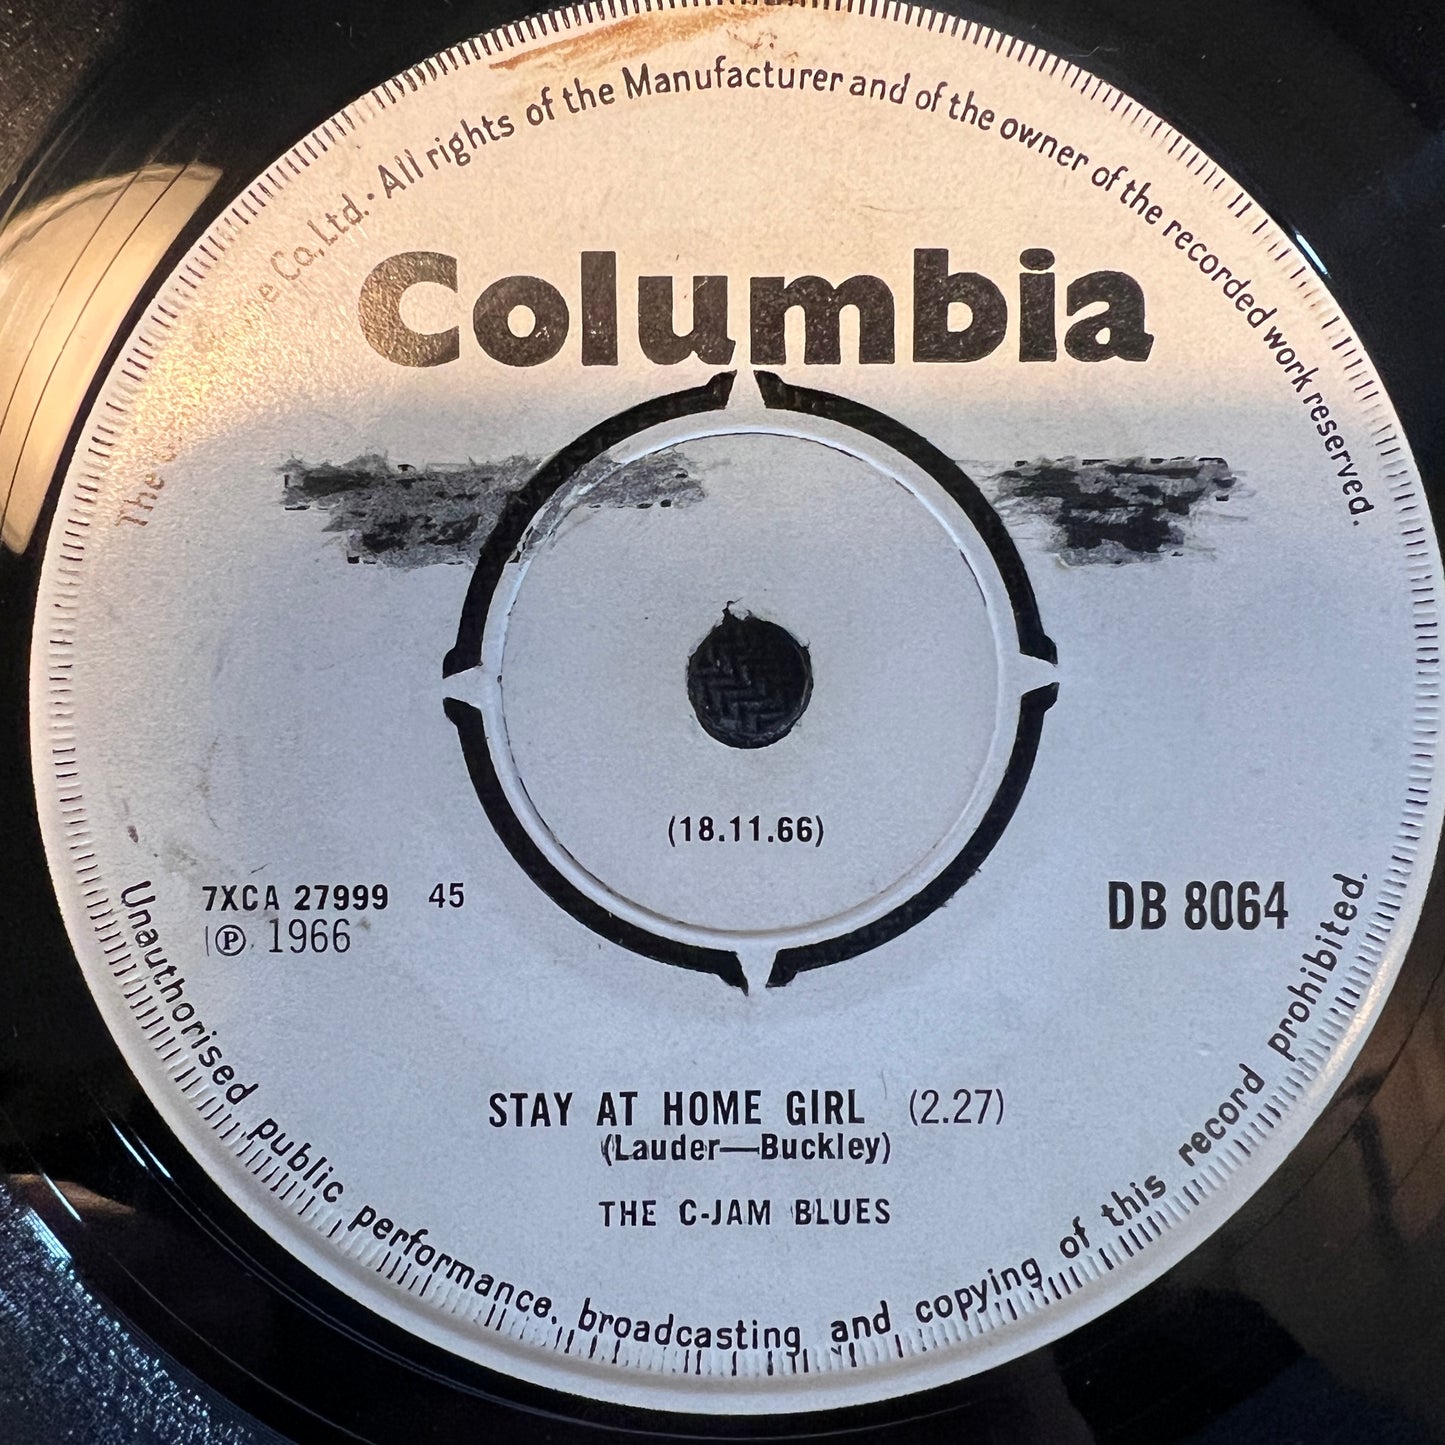 The Co., Ltd. · All rights of the Manufacturer and of the owner of the recorded work reserved.
Columbia
(18.11.66)
7XCA 27999 45
Ⓟ 1966
DB 8064
STAY AT HOME GIRL (2.27)
(Lauder—Buckley)
THE C-JAM BLUES
Unauthorised public performance, broadcasting and copying of this record prohibited.